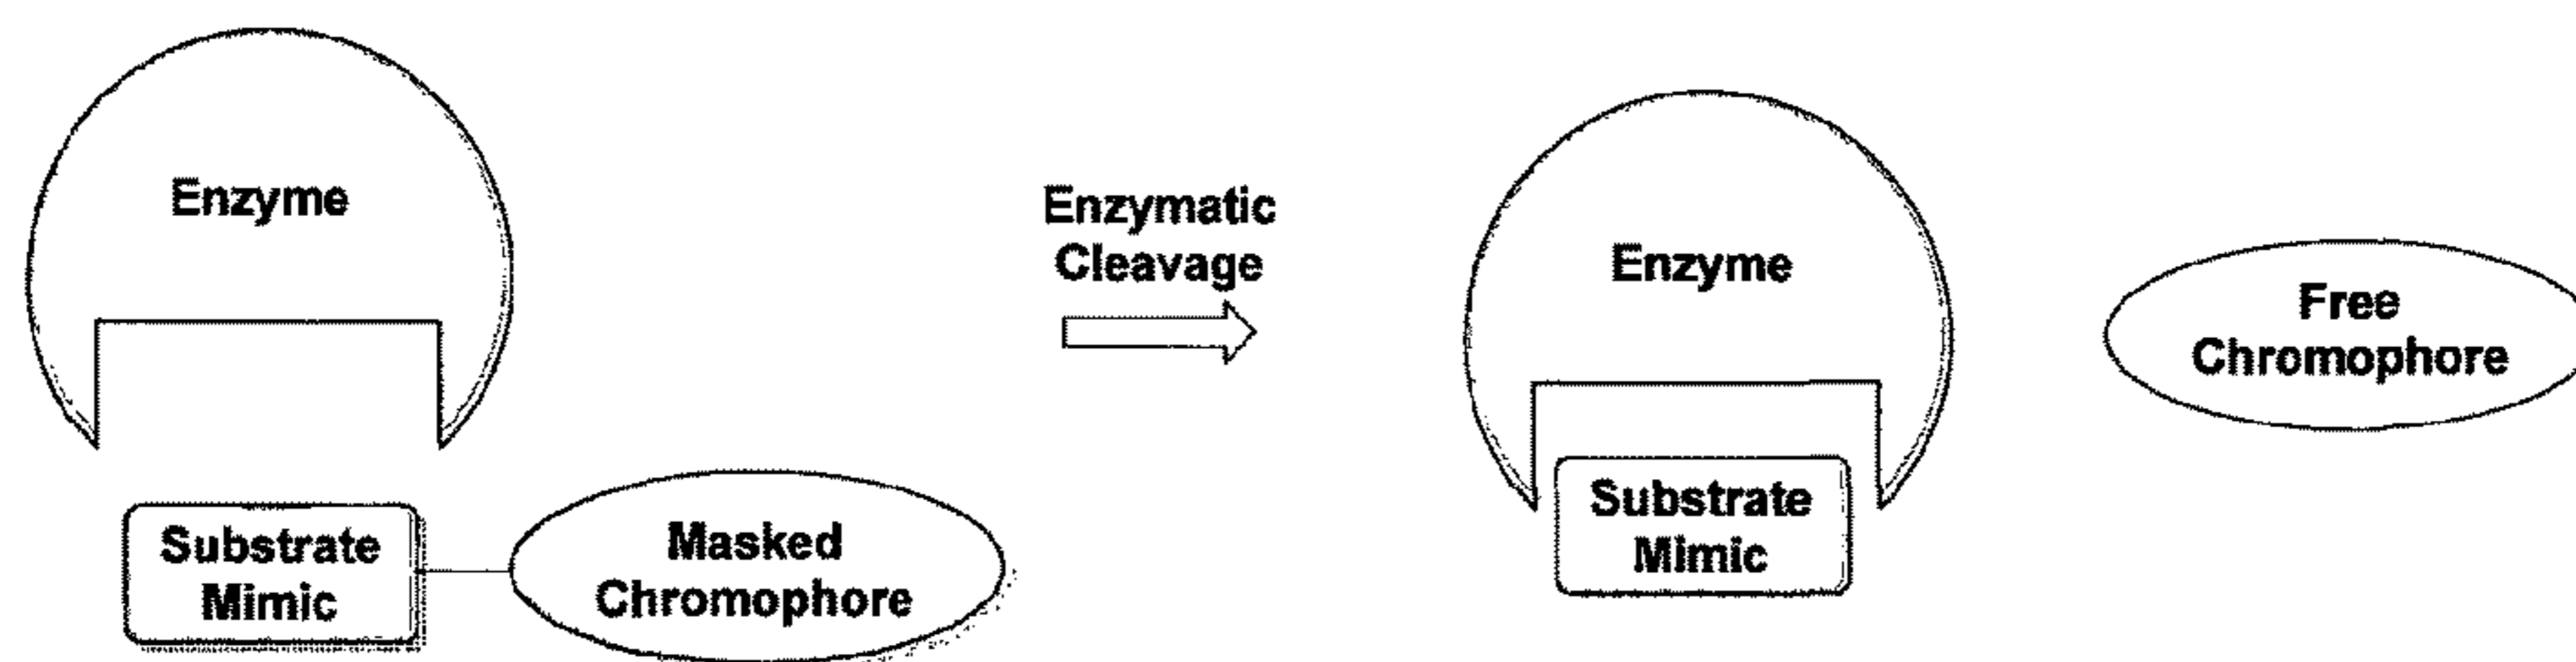 Enzyme
Substrate
Mimic
Masked
Chromophore
Enzymatic
Cleavage
Enzyme
Substrate
Mimic
Free
Chromophore